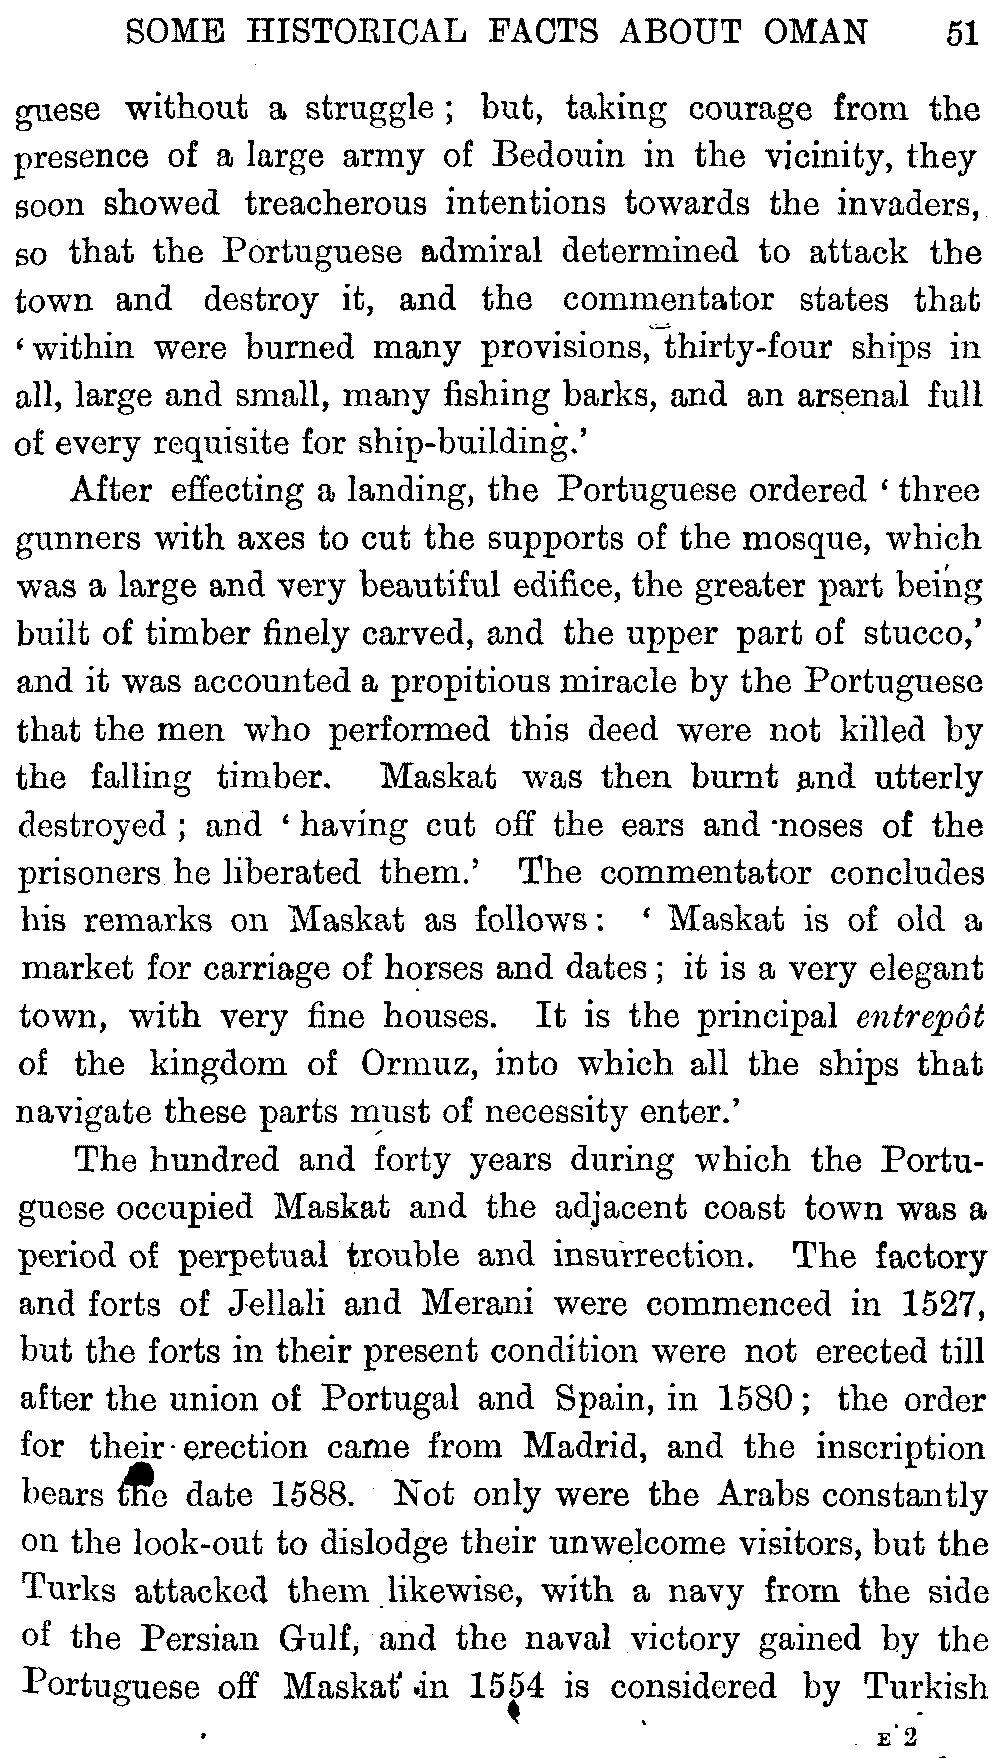 SOME HISTORICAL FACTS ABOUT OMAN 51
guese without a struggle ; but, taking courage from the
presence of a large army of Bedouin in the vicinity, they
soon showed treacherous intentions towards the invaders,
so that the Portuguese admiral determined to attack the
town and destroy it, and the commentator states that
‘ within were burned many provisions, thirty-four ships in
all, large and small, many fishing barks, and an arsenal full
of every requisite for ship-building.’
After effecting a landing, the Portuguese ordered ‘ three
gunners with axes to cut the supports of the mosque, which
was a large and very beautiful edifice, the greater part being
built of timber finely carved, and the upper part of stucco,’
and it was accounted a propitious miracle by the Portuguese
that the men who performed this deed were not killed by
the falling timber. Maskat was then burnt and utterly
destroyed ; and ‘ having cut off the ears and noses of the
prisoners he liberated them.’ The commentator concludes
his remarks on Maskat as follows : ‘ Maskat is of old a
market for carriage of horses and dates ; it is a very elegant
town, with very fine houses. It is the principal entrepôt
of the kingdom of Ormuz, into which all the ships that
navigate these parts must of necessity enter.’
The hundred and forty years during which the Portu-
guese occupied Maskat and the adjacent coast town was a
period of perpetual trouble and insurrection. The factory
and forts of Jellali and Merani were commenced in 1527,
but the forts in their present condition were not erected till
after the union of Portugal and Spain, in 1580 ; the order
for their erection came from Madrid, and the inscription
bears the date 1588. Not only were the Arabs constantly
on the look-out to dislodge their unwelcome visitors, but the
Turks attacked them likewise, with a navy from the side
of the Persian Gulf, and the naval victory gained by the
Portuguese off Maskat in 1554 is considered by Turkish
E 2